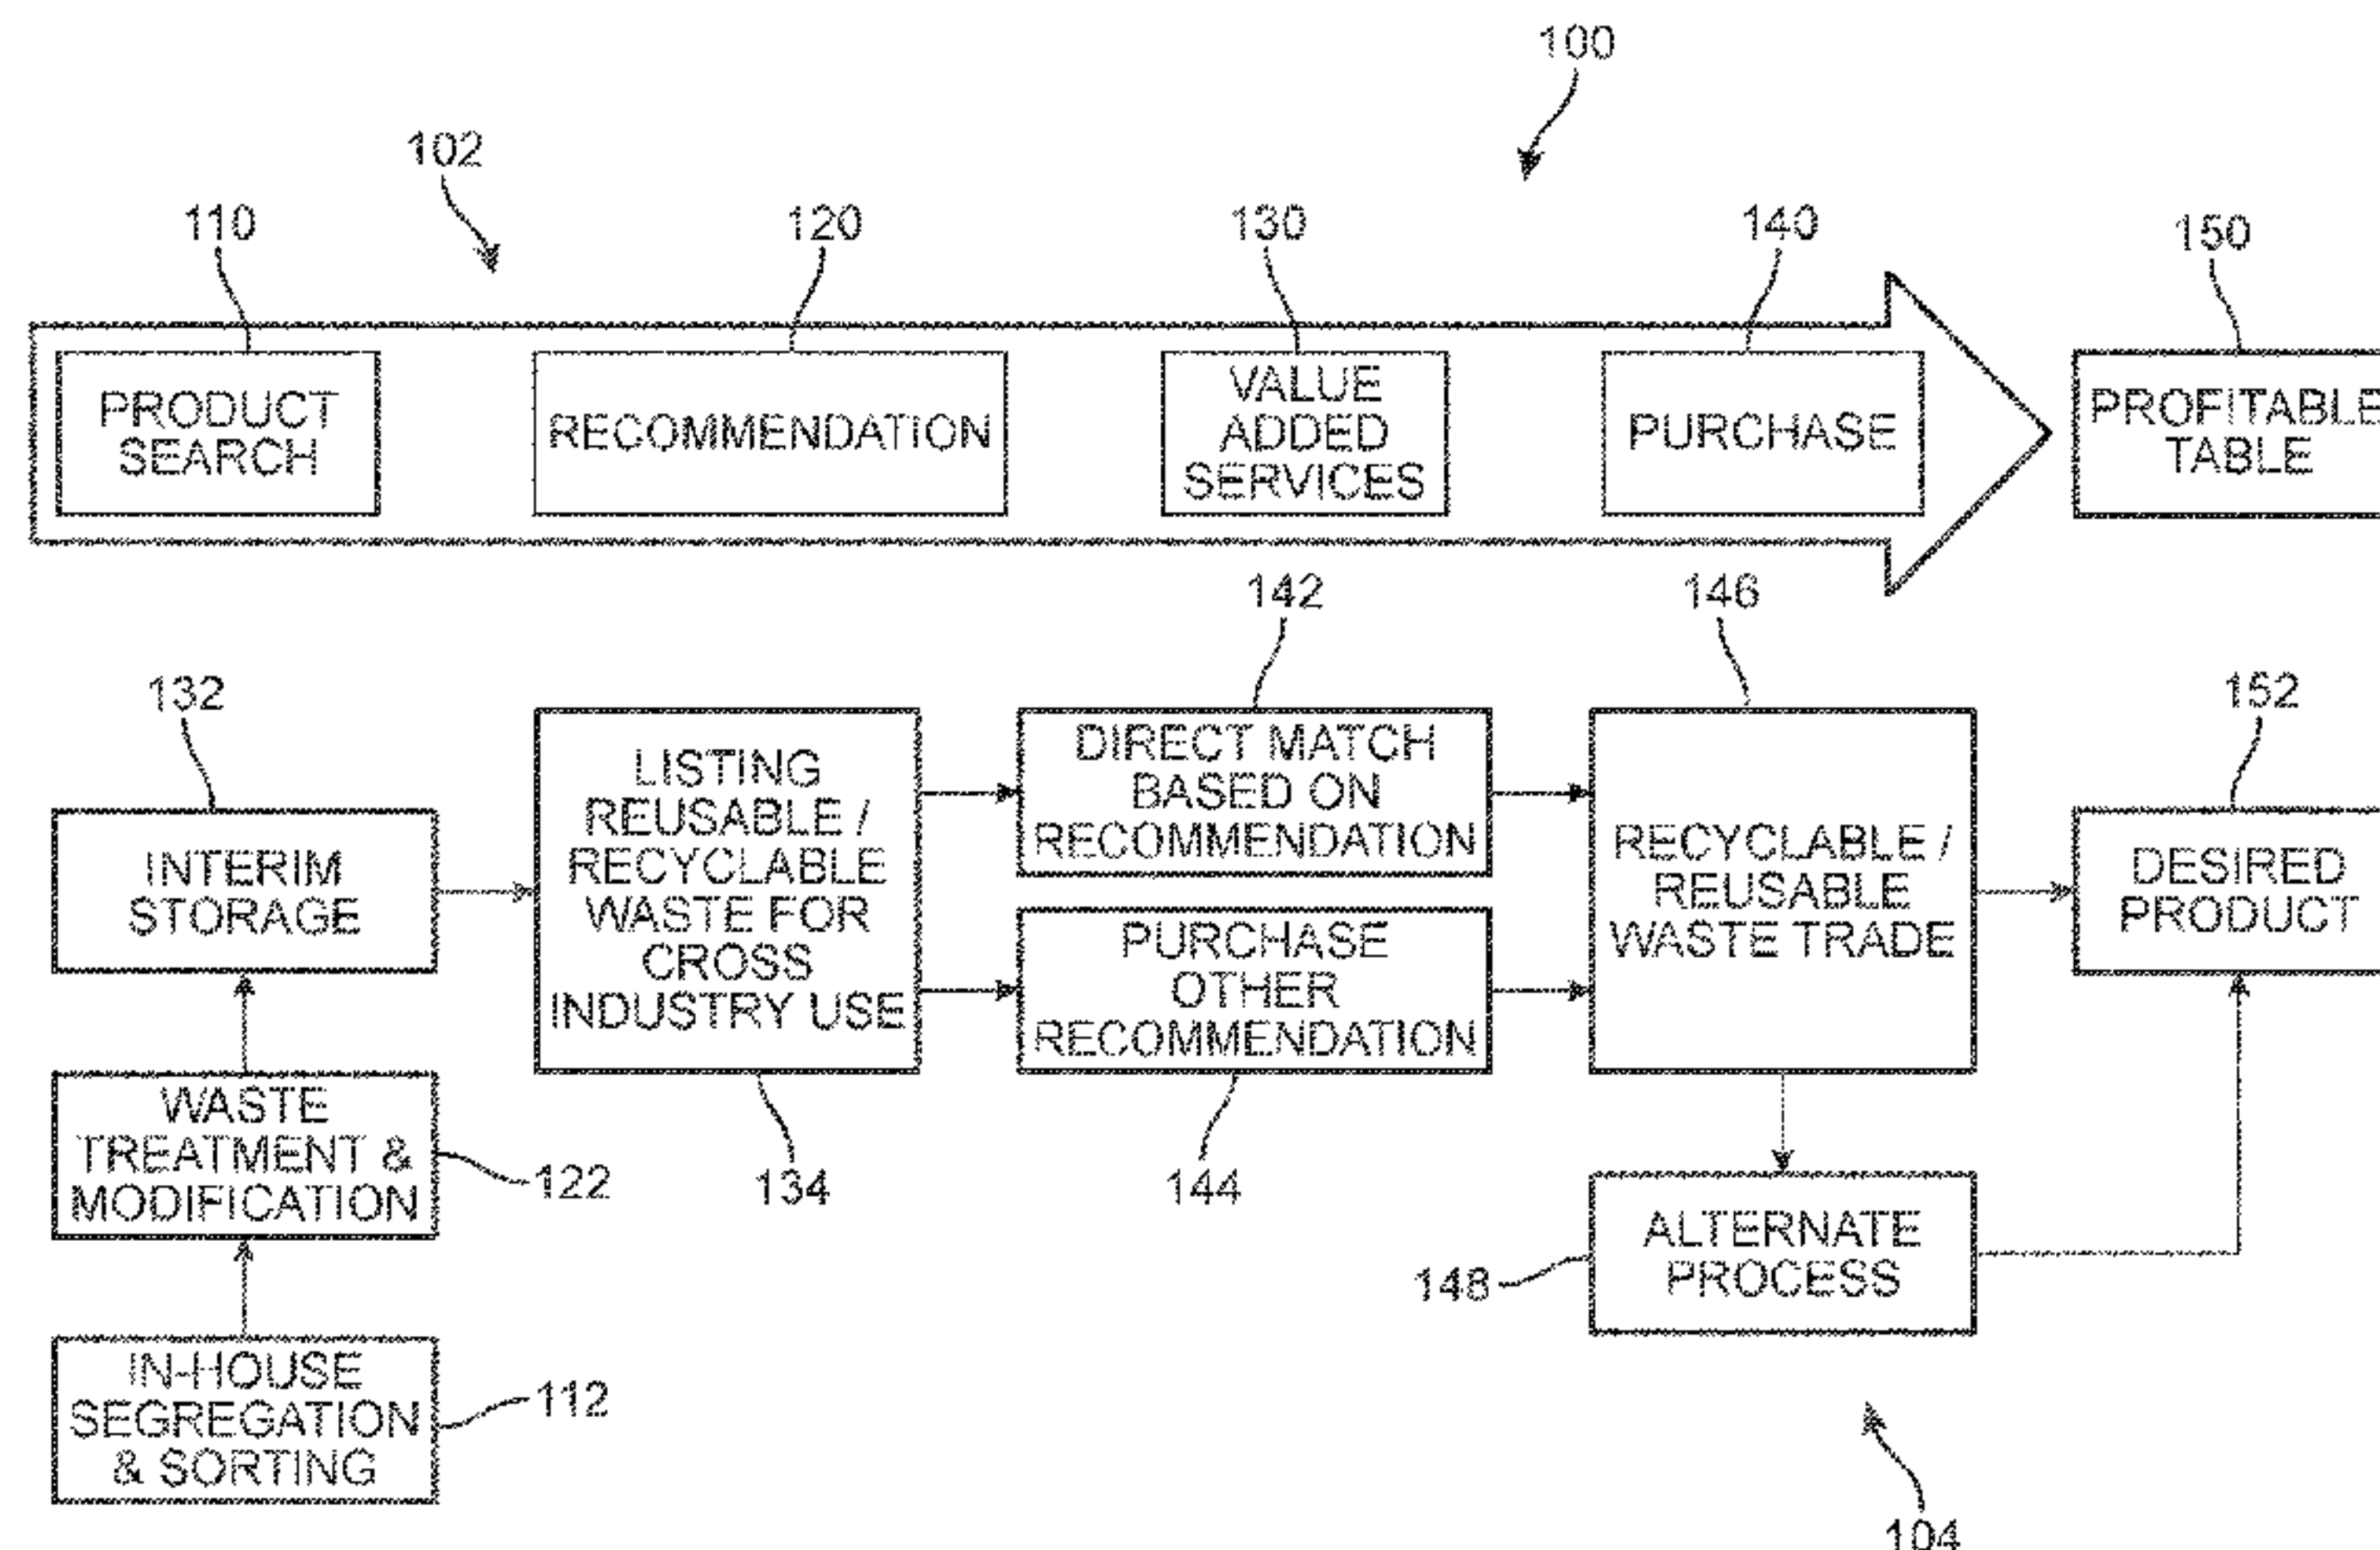 100
102
110
120
130
140
150
PRODUCT
SEARCH
RECOMMENDATION
VALUE
ADDED
SERVICES
PURCHASE
PROFITABLE
TABLE
132
142
146
152
INTERIM
STORAGE
LISTING
REUSABLE /
RECYCLABLE
WASTE FOR
CROSS
INDUSTRY USE
DIRECT MATCH
BASED ON
RECOMMENDATION
PURCHASE
OTHER
RECOMMENDATION
RECYCLABLE /
REUSABLE
WASTE TRADE
DESIRED
PRODUCT
WASTE
TREATMENT &
MODIFICATION
122
134
144
ALTERNATE
PROCESS
148
IN-HOUSE
SEGREGATION
& SORTING
112
104